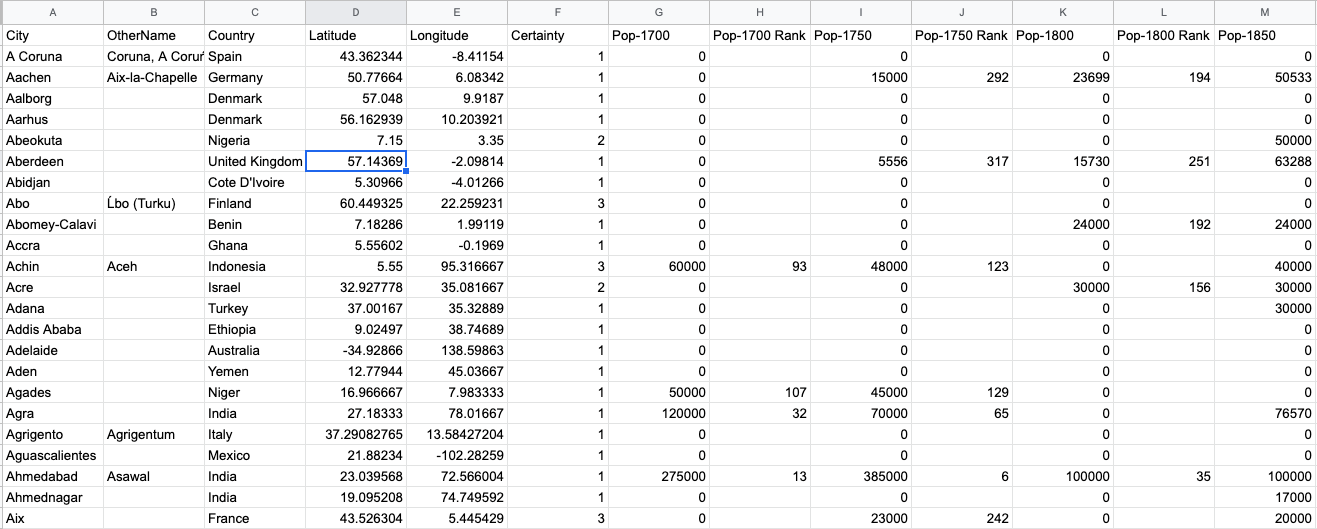 A B C D E F G H I J K L M
City OtherName Country Latitude Longitude Certainty Pop-1700 Pop-1700 Rank Pop-1750 Pop-1750 Rank Pop-1800 Pop-1800 Rank Pop-1850
A Coruna Coruna, A Coruń Spain 43.362344 -8.41154 1 0 0 0 0
Aachen Aix-la-Chapelle Germany 50.77664 6.08342 1 0 15000 292 23699 194 50533
Aalborg Denmark 57.048 9.9187 1 0 0 0 0
Aarhus Denmark 56.162939 10.203921 1 0 0 0 0
Abeokuta Nigeria 7.15 3.35 2 0 0 0 50000
Aberdeen United Kingdom 57.14369 -2.09814 1 0 5556 317 15730 251 63288
Abidjan Cote D'Ivoire 5.30966 -4.01266 1 0 0 0 0
Abo Ĺbo (Turku) Finland 60.449325 22.259231 3 0 0 0 0
Abomey-Calavi Benin 7.18286 1.99119 1 0 0 24000 192 24000
Accra Ghana 5.55602 -0.1969 1 0 0 0 0
Achin Aceh Indonesia 5.55 95.316667 3 60000 93 48000 123 0 40000
Acre Israel 32.927778 35.081667 2 0 0 30000 156 30000
Adana Turkey 37.00167 35.32889 1 0 0 0 30000
Addis Ababa Ethiopia 9.02497 38.74689 1 0 0 0 0
Adelaide Australia -34.92866 138.59863 1 0 0 0 0
Aden Yemen 12.77944 45.03667 1 0 0 0 0
Agades Niger 16.966667 7.983333 1 50000 107 45000 129 0 0
Agra India 27.18333 78.01667 1 120000 32 70000 65 0 76570
Agrigento Agrigentum Italy 37.29082765 13.58427204 1 0 0 0 0
Aguascalientes Mexico 21.88234 -102.28259 1 0 0 0 0
Ahmedabad Asawal India 23.039568 72.566004 1 275000 13 385000 6 100000 35 100000
Ahmednagar India 19.095208 74.749592 1 0 0 0 17000
Aix France 43.526304 5.445429 3 0 23000 242 0 20000